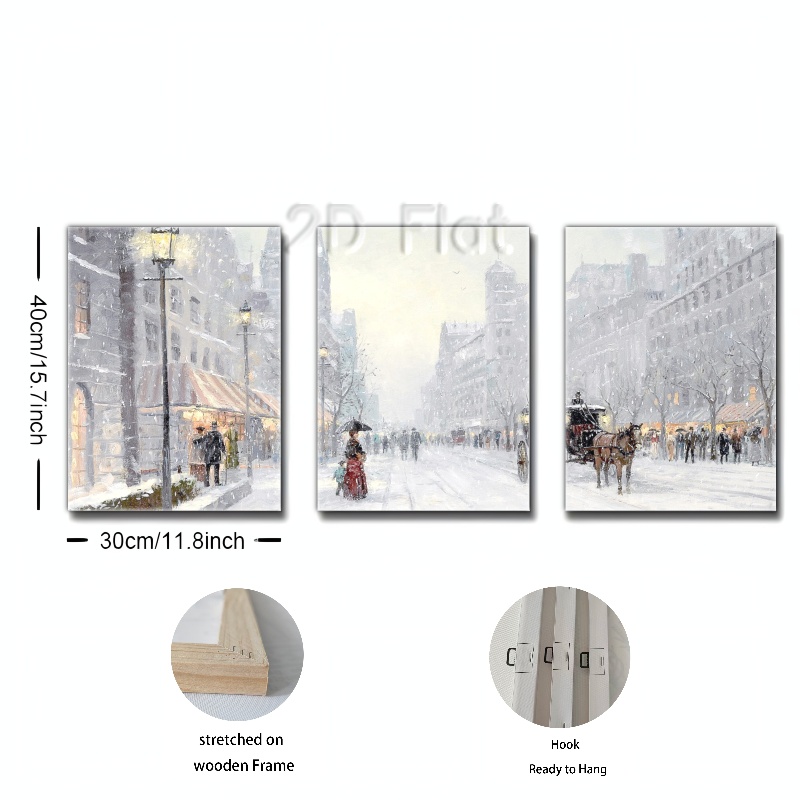 2D Flat
40cm/15.7inch
30cm/11.8inch
stretched on
wooden Frame
Hook
Ready to Hang